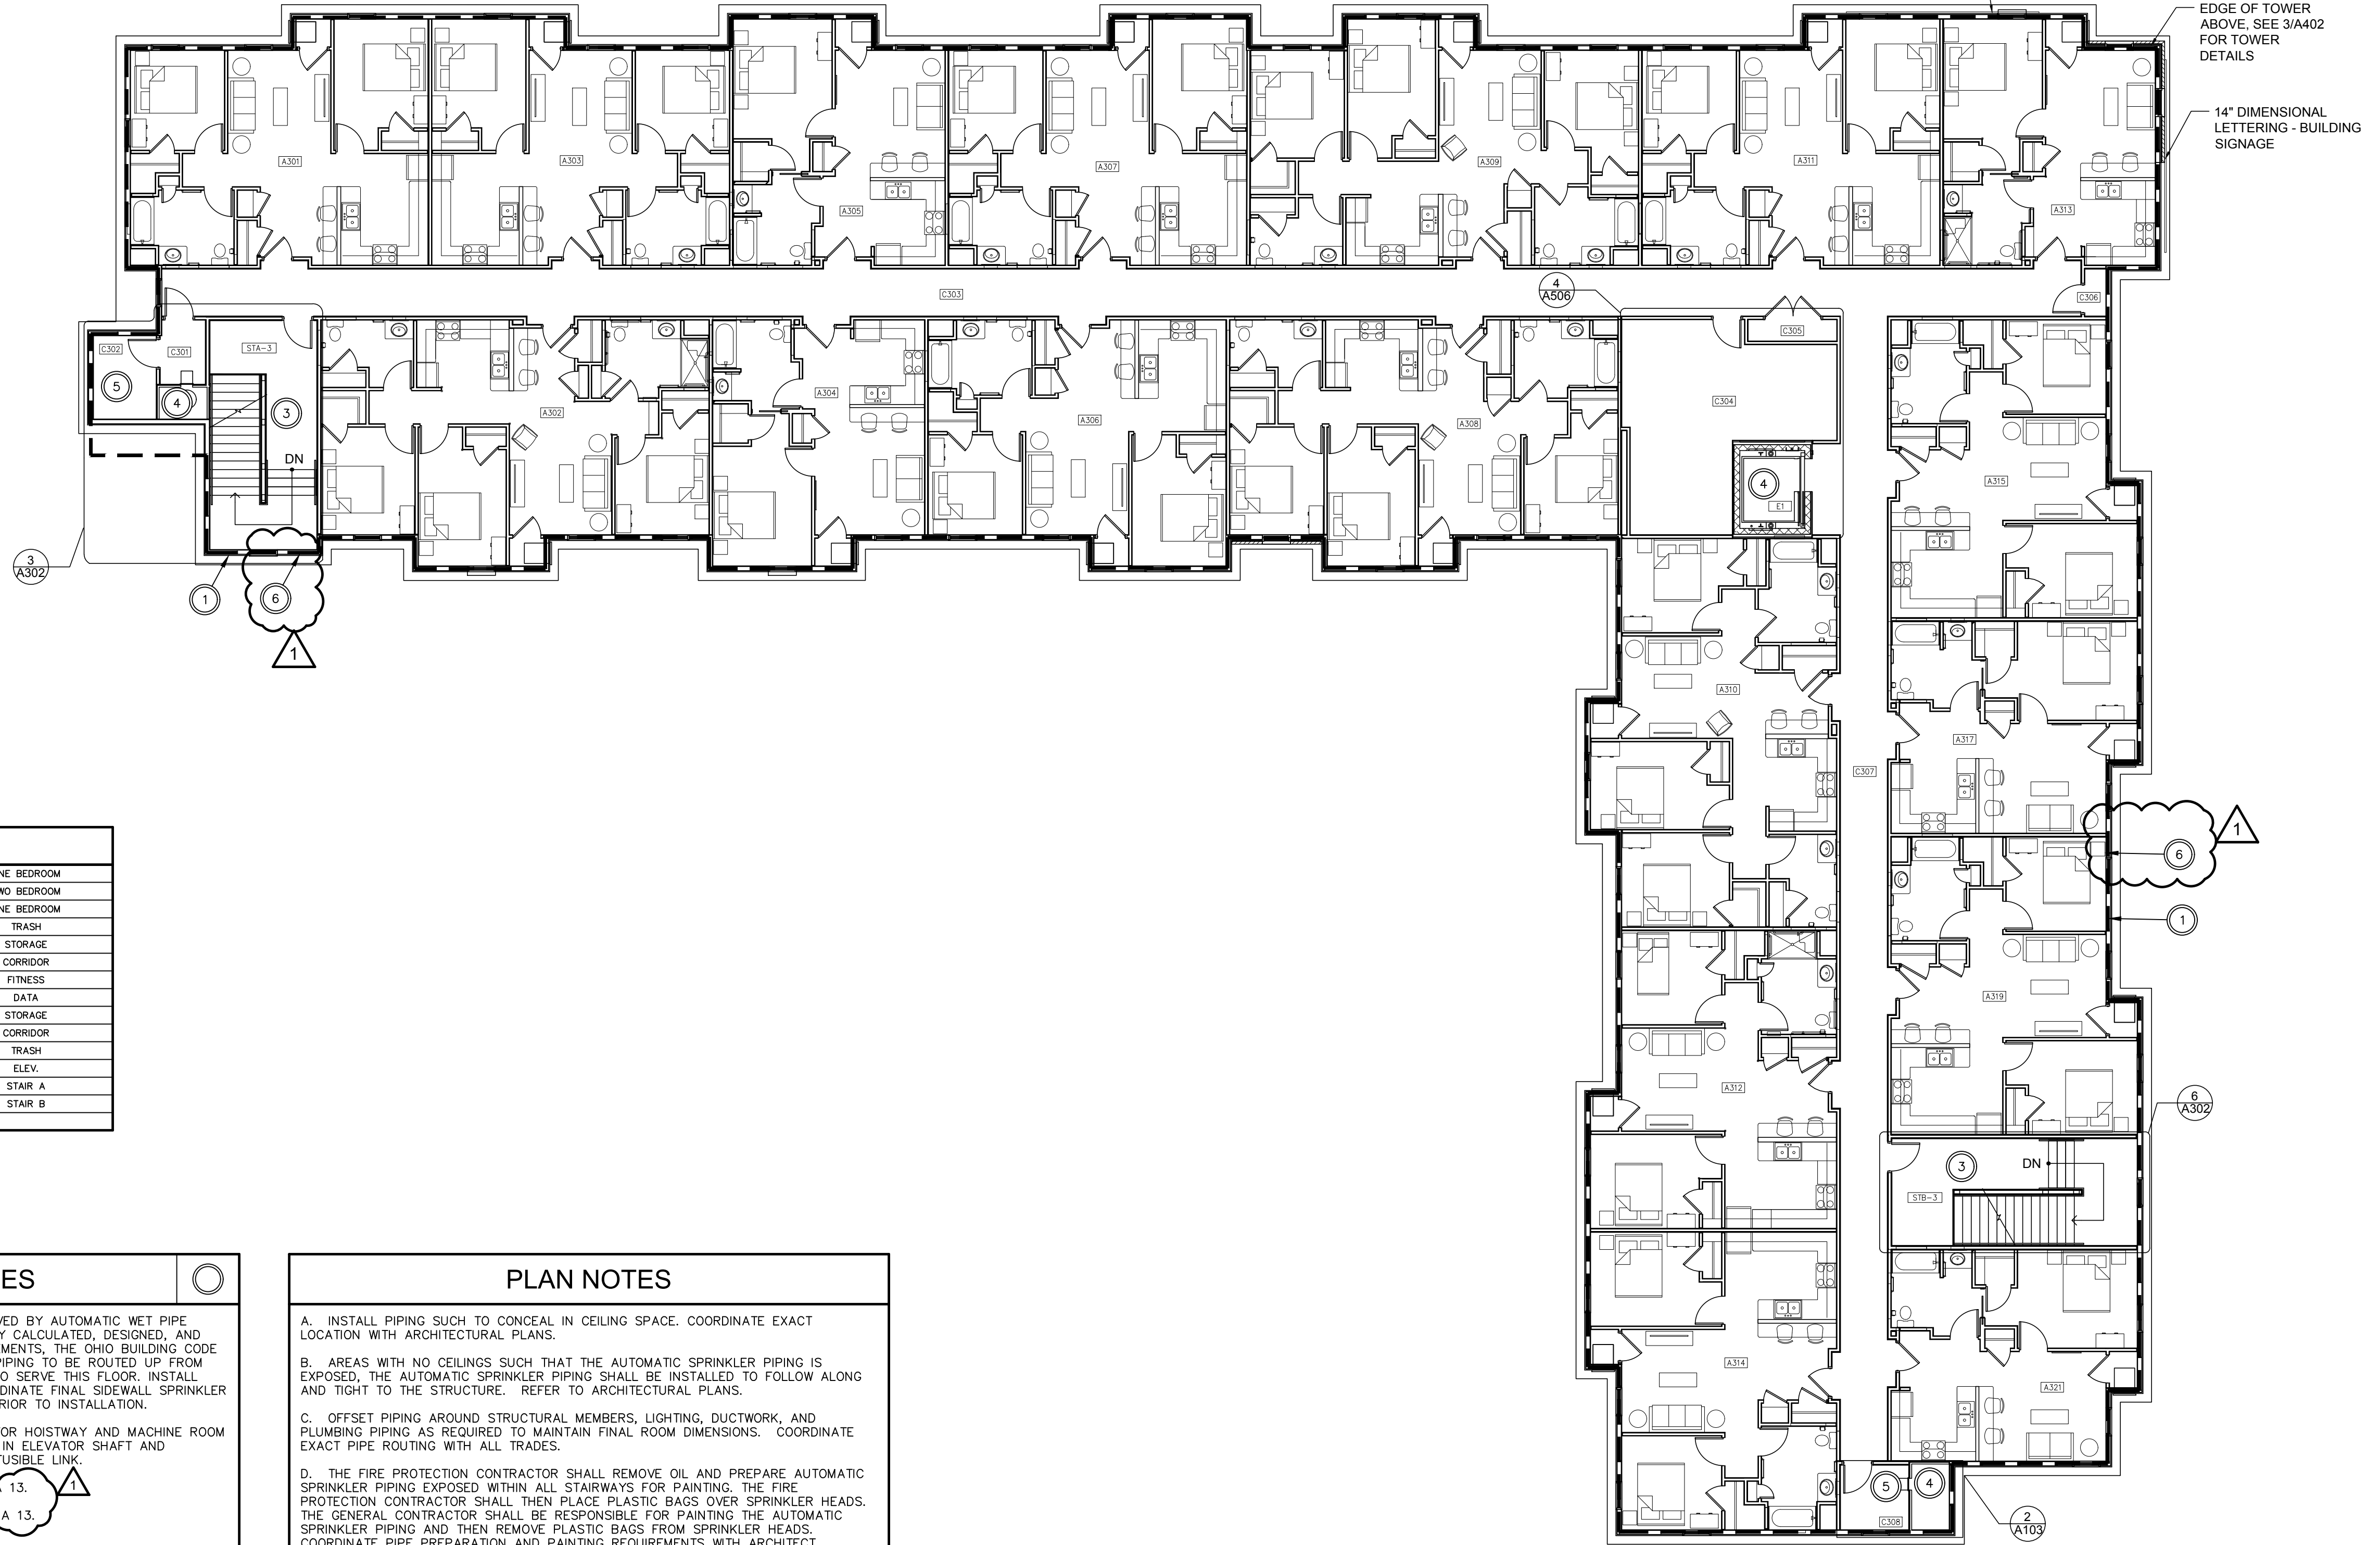 EDGE OF TOWER
ABOVE, SEE 3/A402
FOR TOWER
DETAILS
14" DIMENSIONAL
LETTERING - BUILDING
SIGNAGE
A301
A303
A305
A307
A309
A311
A313
C303
4
A506
C306
C302
C301
STA-3
C305
5
4
3
A302
A304
A306
A308
C304
A315
DN
4
E1
3
A302
1
6
1
A310
A317
C307
1
6
1
NE BEDROOM
WO BEDROOM
NE BEDROOM
TRASH
STORAGE
CORRIDOR
FITNESS
DATA
STORAGE
CORRIDOR
TRASH
ELEV.
STAIR A
STAIR B
A319
A312
6
A302
3
DN
STB-3
A314
A321
5
4
C308
2
A103
ES
VED BY AUTOMATIC WET PIPE
Y CALCULATED, DESIGNED, AND
EMENTS, THE OHIO BUILDING CODE
PIPING TO BE ROUTED UP FROM
O SERVE THIS FLOOR. INSTALL
RDINATE FINAL SIDEWALL SPRINKLER
RIOR TO INSTALLATION.
OR HOISTWAY AND MACHINE ROOM
IN ELEVATOR SHAFT AND
FUSIBLE LINK.
A 13.
1
A 13.
PLAN NOTES
A. INSTALL PIPING SUCH TO CONCEAL IN CEILING SPACE. COORDINATE EXACT
LOCATION WITH ARCHITECTURAL PLANS.
B. AREAS WITH NO CEILINGS SUCH THAT THE AUTOMATIC SPRINKLER PIPING IS
EXPOSED, THE AUTOMATIC SPRINKLER PIPING SHALL BE INSTALLED TO FOLLOW ALONG
AND TIGHT TO THE STRUCTURE. REFER TO ARCHITECTURAL PLANS.
C. OFFSET PIPING AROUND STRUCTURAL MEMBERS, LIGHTING, DUCTWORK, AND
PLUMBING PIPING AS REQUIRED TO MAINTAIN FINAL ROOM DIMENSIONS. COORDINATE
EXACT PIPE ROUTING WITH ALL TRADES.
D. THE FIRE PROTECTION CONTRACTOR SHALL REMOVE OIL AND PREPARE AUTOMATIC
SPRINKLER PIPING EXPOSED WITHIN ALL STAIRWAYS FOR PAINTING. THE FIRE
PROTECTION CONTRACTOR SHALL THEN PLACE PLASTIC BAGS OVER SPRINKLER HEADS.
THE GENERAL CONTRACTOR SHALL BE RESPONSIBLE FOR PAINTING THE AUTOMATIC
SPRINKLER PIPING AND THEN REMOVE PLASTIC BAGS FROM SPRINKLER HEADS.
COORDINATE PIPE PREPARATION AND PAINTING REQUIREMENTS WITH ARCHITECT